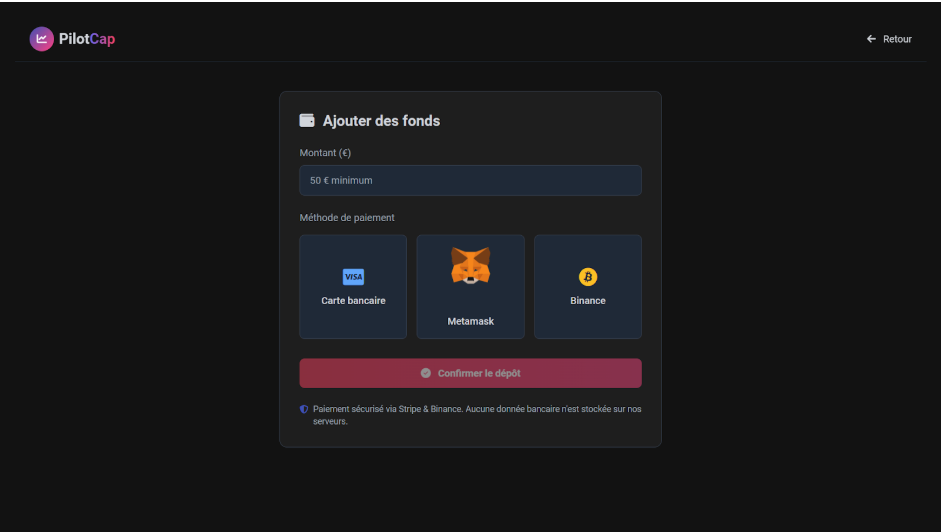 PilotCap
← Retour
Ajouter des fonds
Montant (€)
50 € minimum
Méthode de paiement
VISA
Carte bancaire
Metamask
Binance
Confirmer le dépôt
Paiement sécurisé via Stripe & Binance. Aucune donnée bancaire n'est stockée sur nos
serveurs.